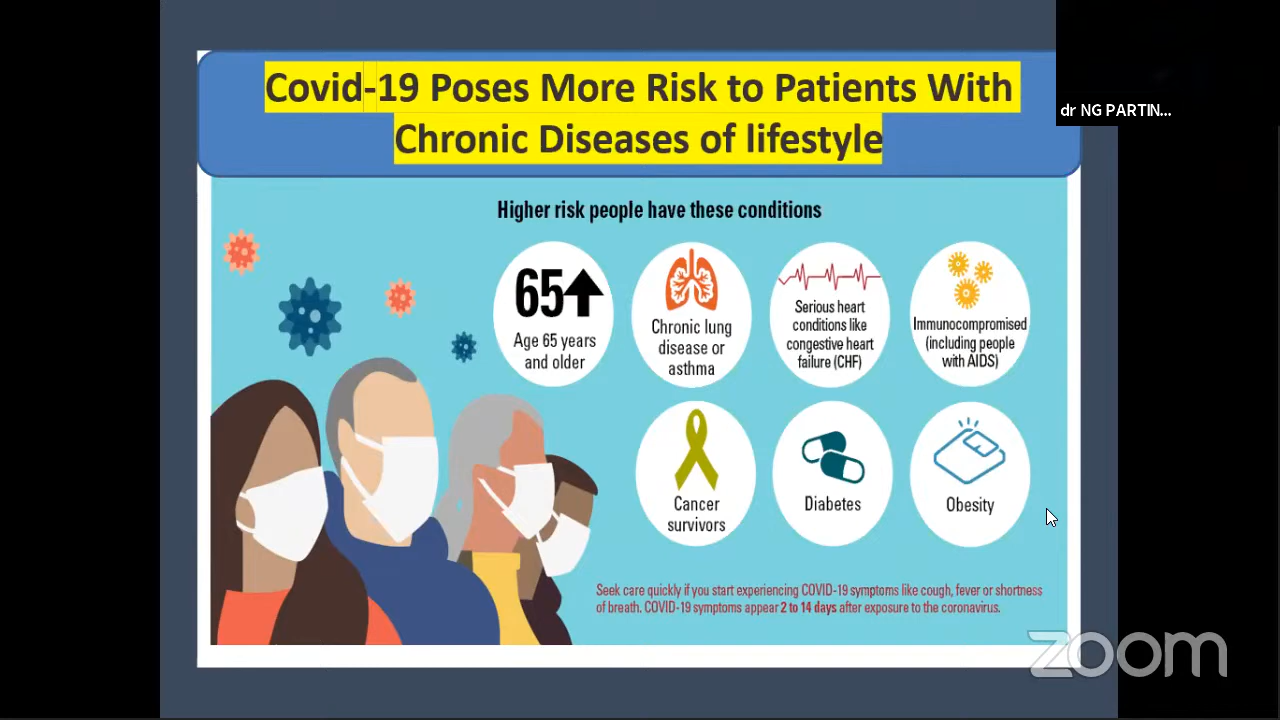 Covid-19 Poses More Risk to Patients With
Chronic Diseases of lifestyle
dr NG PARTIN...
Higher risk people have these conditions
65
Age 65 years
and older
Chronic lung
disease or
asthma
Serious heart
conditions like
congestive heart
failure (CHF)
Immunocompromised
(including people
with AIDS)
Cancer
survivors
Diabetes
Obesity
Seek care quickly if you start experiencing COVID-19 symptoms like cough, fever or shortness
of breath. COVID-19 symptoms appear 2 to 14 days after exposure to the coronavirus.
zoom